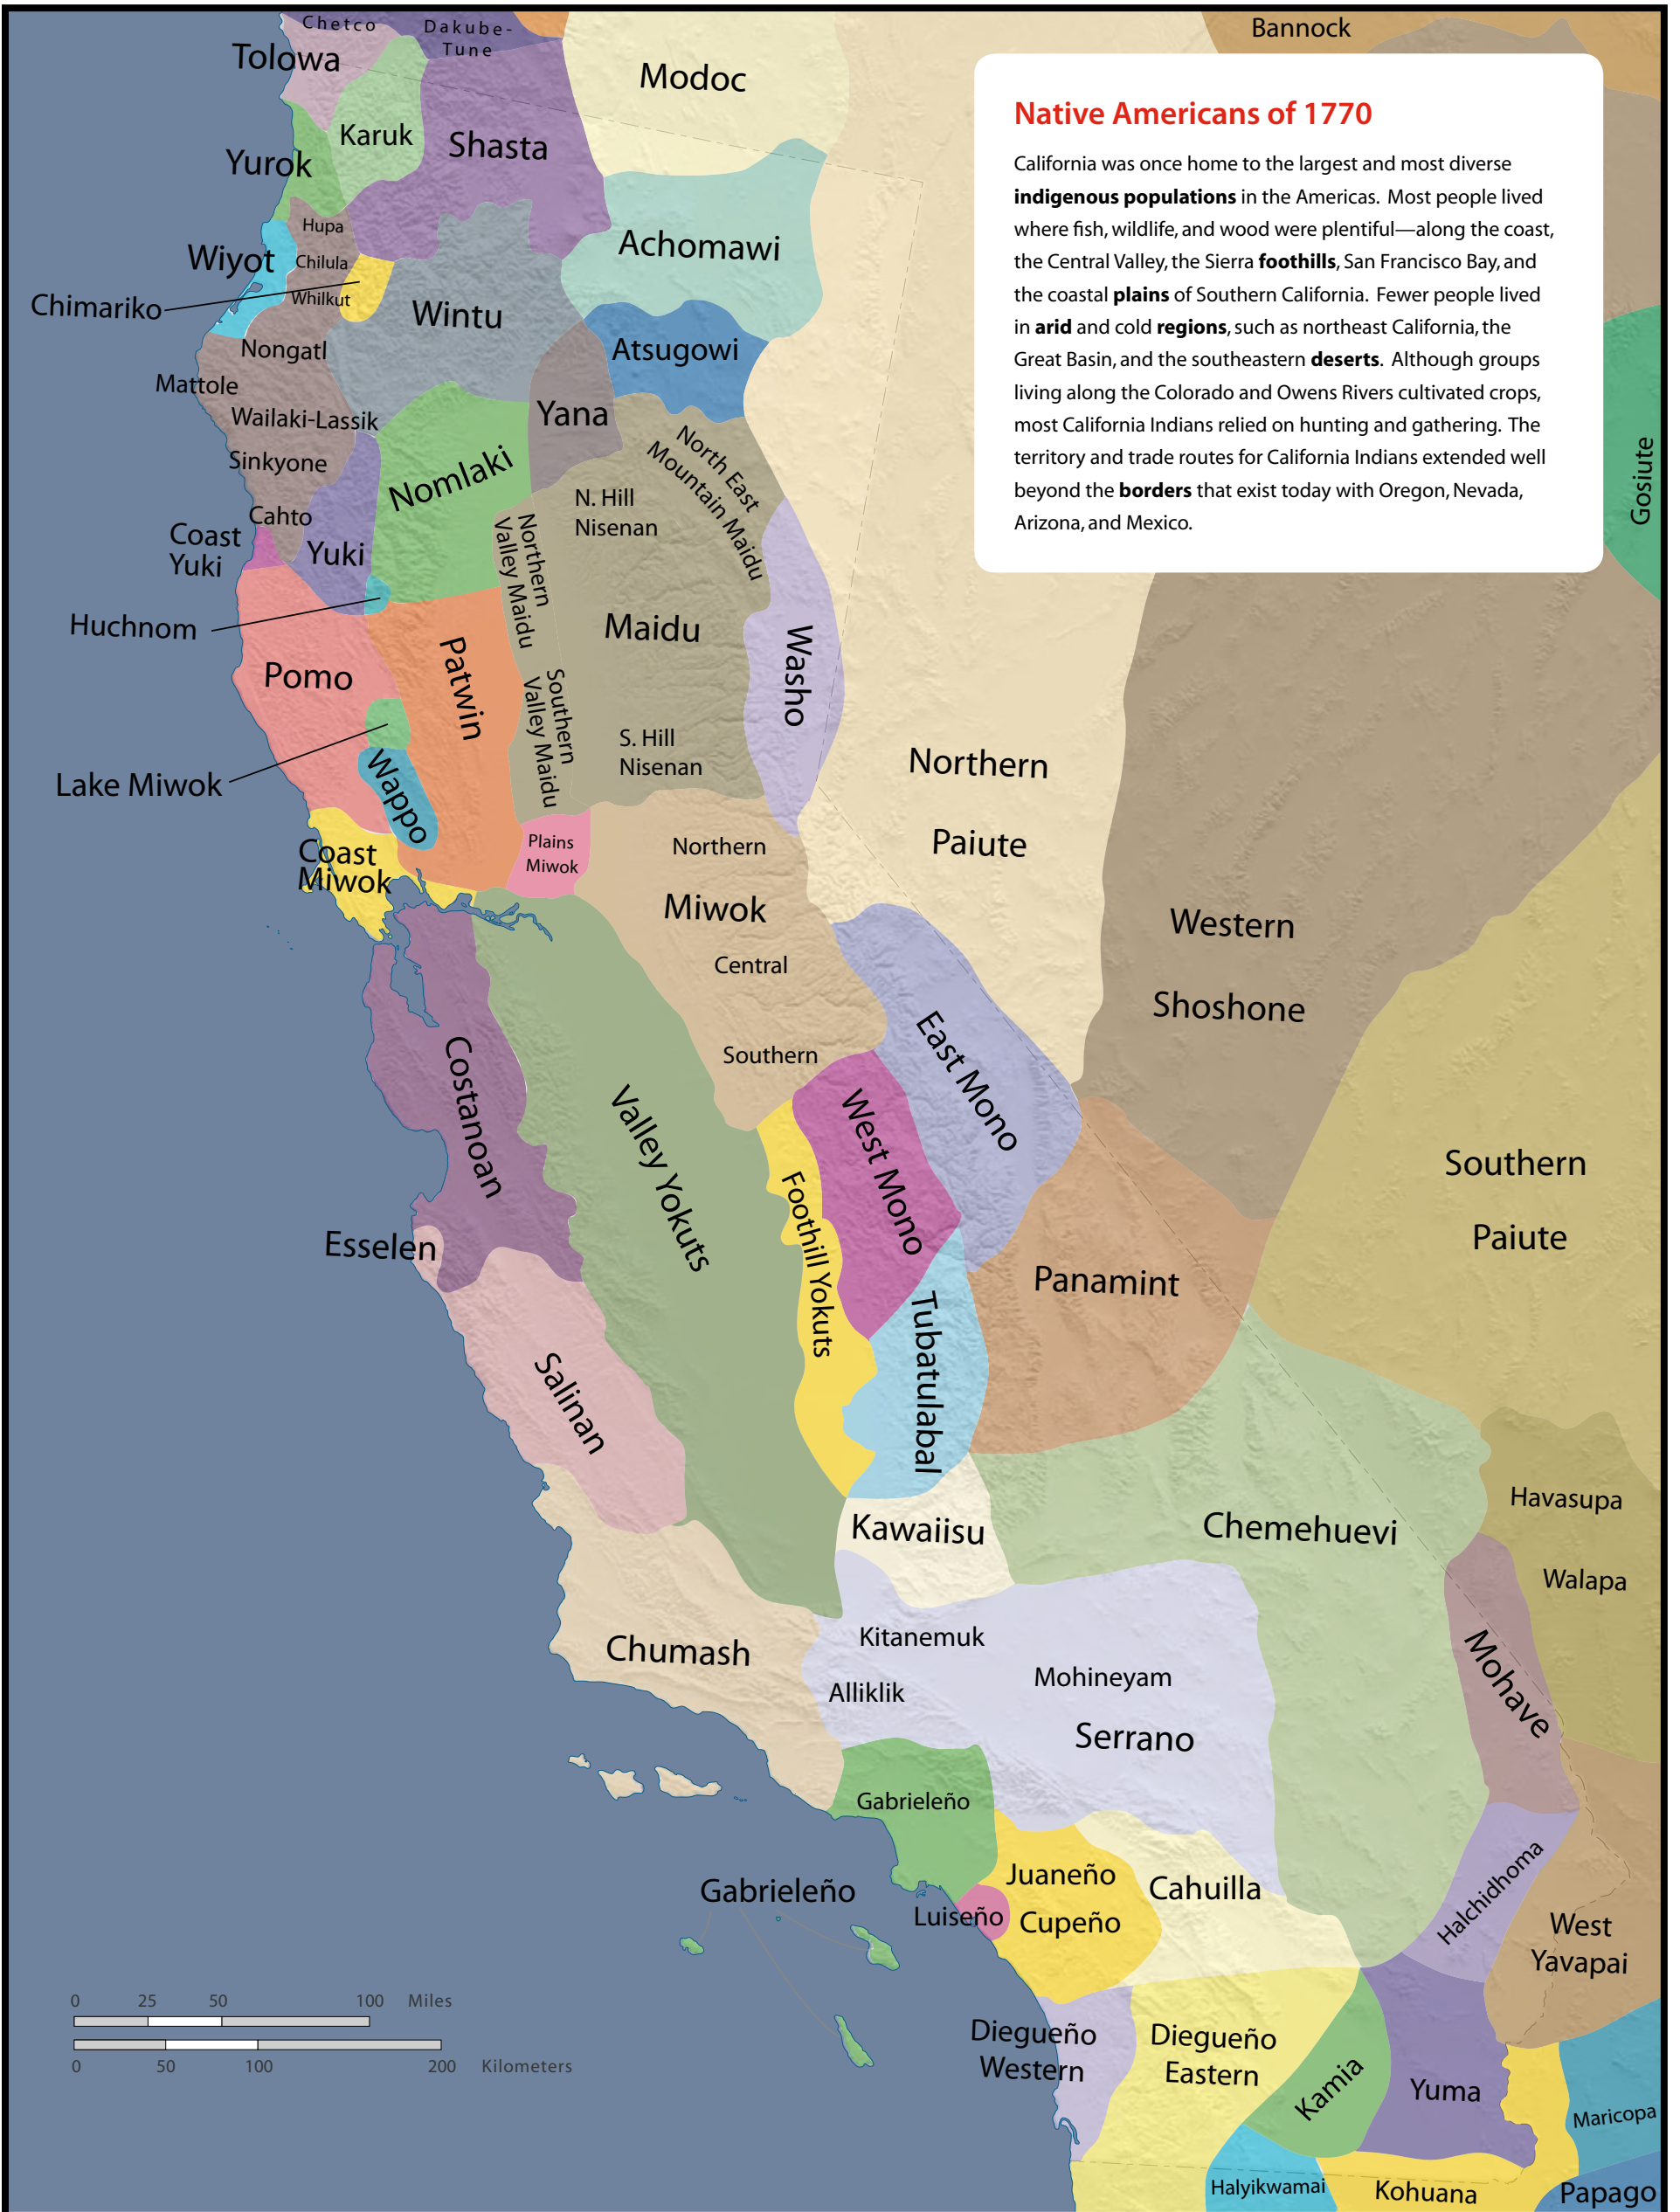 Chetco
Dakube-
Tune
Bannock
Tolowa
Modoc
Karuk
Shasta
Yurok
Hupa
Achomawi
Wiyot
Chilula
Whilkut
Chimariko
Wintu
Nongatl
Atsugowi
Mattole
Yana
Wailaki-Lassik
Sinkyone
Nomlaki
North East
Mountain Maidu
N. Hill
Nisenan
Cahto
Coast
Yuki
Yuki
Northern
Valley Maidu
Huchnom
Maidu
Washo
Pomo
Patwin
Southern
Valley Maidu
S. Hill
Nisenan
Lake Miwok
Wappo
Coast
Miwok
Plains
Miwok
Northern
Miwok
Central
Southern
Northern
Paiute
Western
Shoshone
Gosiute
Native Americans of 1770
California was once home to the largest and most diverse
indigenous populations in the Americas. Most people lived
where fish, wildlife, and wood were plentiful—along the coast,
the Central Valley, the Sierra foothills, San Francisco Bay, and
the coastal plains of Southern California. Fewer people lived
in arid and cold regions, such as northeast California, the
Great Basin, and the southeastern deserts. Although groups
living along the Colorado and Owens Rivers cultivated crops,
most California Indians relied on hunting and gathering. The
territory and trade routes for California Indians extended well
beyond the borders that exist today with Oregon, Nevada,
Arizona, and Mexico.
Costanoan
East Mono
West Mono
Valley Yokuts
Foothill Yokuts
Southern
Paiute
Esselen
Panamint
Tubatulabal
Salinan
Kawaiisu
Chemehuevi
Havasupa
Walapa
Chumash
Kitanemuk
Alliklik
Mohineyam
Serrano
Mohave
Gabrieleño
Juaneño
Cupeño
Cahuilla
Halchidhoma
Gabrieleño
Luiseño
West
Yavapai
0 25 50 100 Miles
0 50 100 200 Kilometers
Diegueño
Western
Diegueño
Eastern
Kamia
Yuma
Maricopa
Halyikwamai
Kohuana
Papago